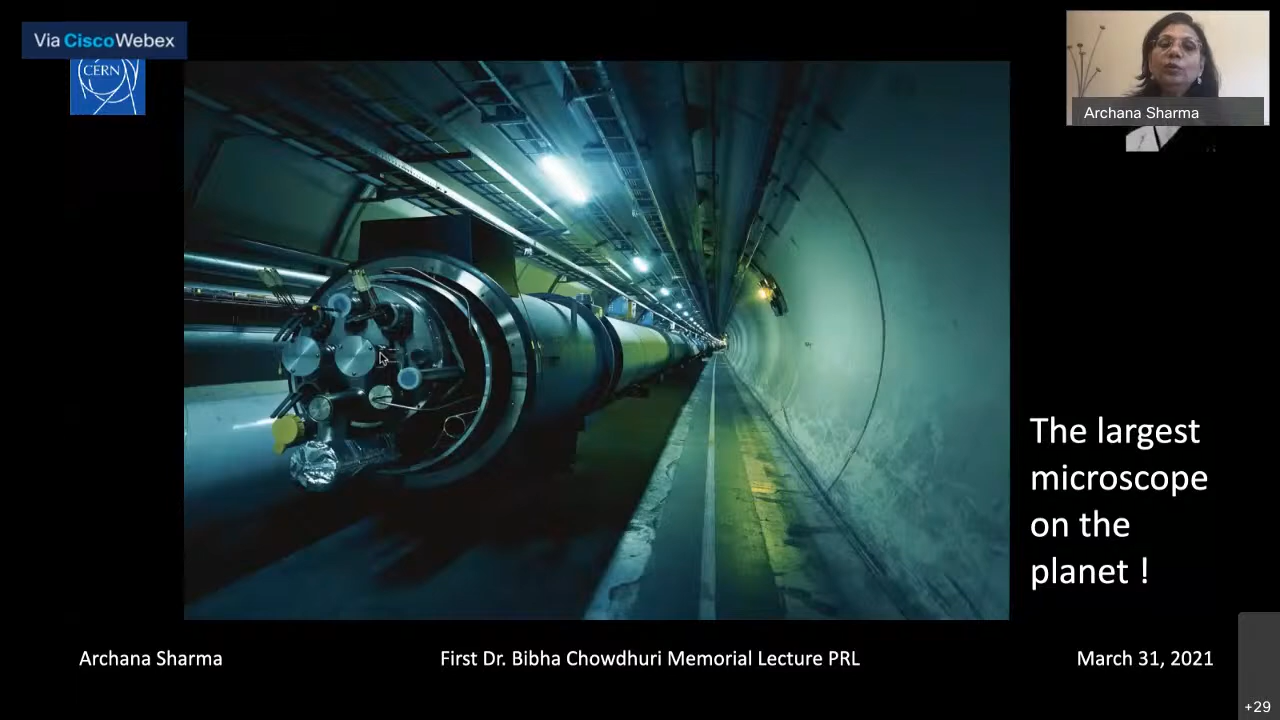 Via CiscoWebex
CERN
Archana Sharma
The largest
microscope
on the
planet !
Archana Sharma
First Dr. Bibha Chowdhuri Memorial Lecture PRL
March 31, 2021
+29